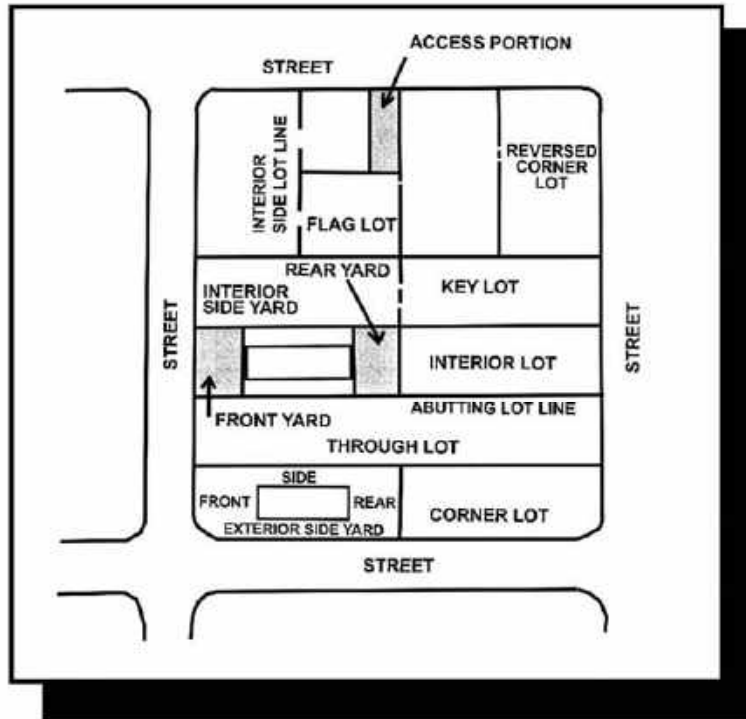 ACCESS PORTION
STREET
INTERIOR
SIDE LOT LINE
REVERSED
CORNER
LOT
FLAG LOT
REAR YARD
INTERIOR
SIDE YARD
KEY LOT
STREET
STREET
INTERIOR LOT
ABUTTING LOT LINE
FRONT YARD
THROUGH LOT
SIDE
FRONT
REAR
EXTERIOR SIDE YARD
CORNER LOT
STREET